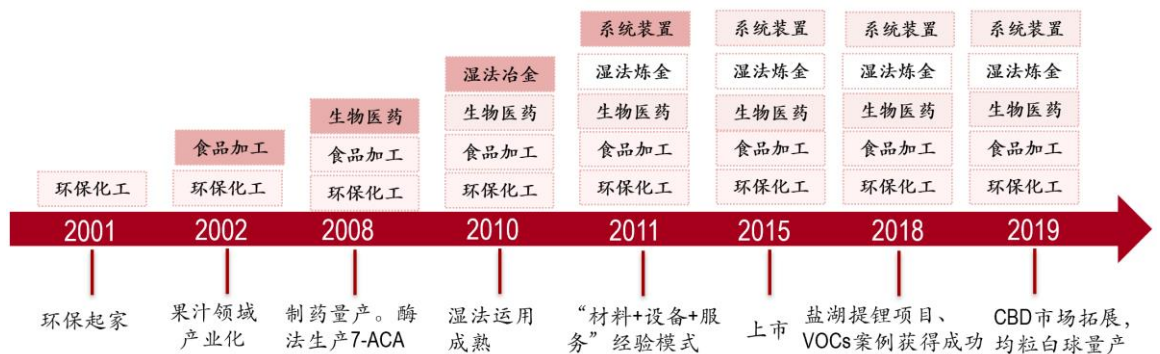 系统装置 系统装置 系统装置 系统装置
湿法冶金 湿法炼金 湿法炼金 湿法炼金 湿法炼金
生物医药 生物医药 生物医药 生物医药 生物医药 生物医药
食品加工 食品加工 食品加工 食品加工 食品加工 食品加工 食品加工
环保化工 环保化工 环保化工 环保化工 环保化工 环保化工 环保化工 环保化工
2001 2002 2008 2010 2011 2015 2018 2019
环保起家
果汁领域
产业化
制药量产。酶
法生产7-ACA
湿法运用
成熟
“材料+设备+服
务”经验模式
上市
盐湖提锂项目、
VOCs案例获得成功
CBD市场拓展，
均粒白球量产